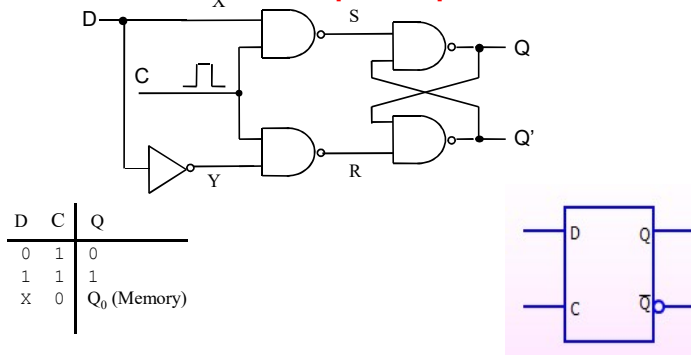 X
S
D
Q
C
Q'
Y
R
D C Q
0 1 0
1 1 1
X 0 Q₀ (Memory)
D Q
C Q̅